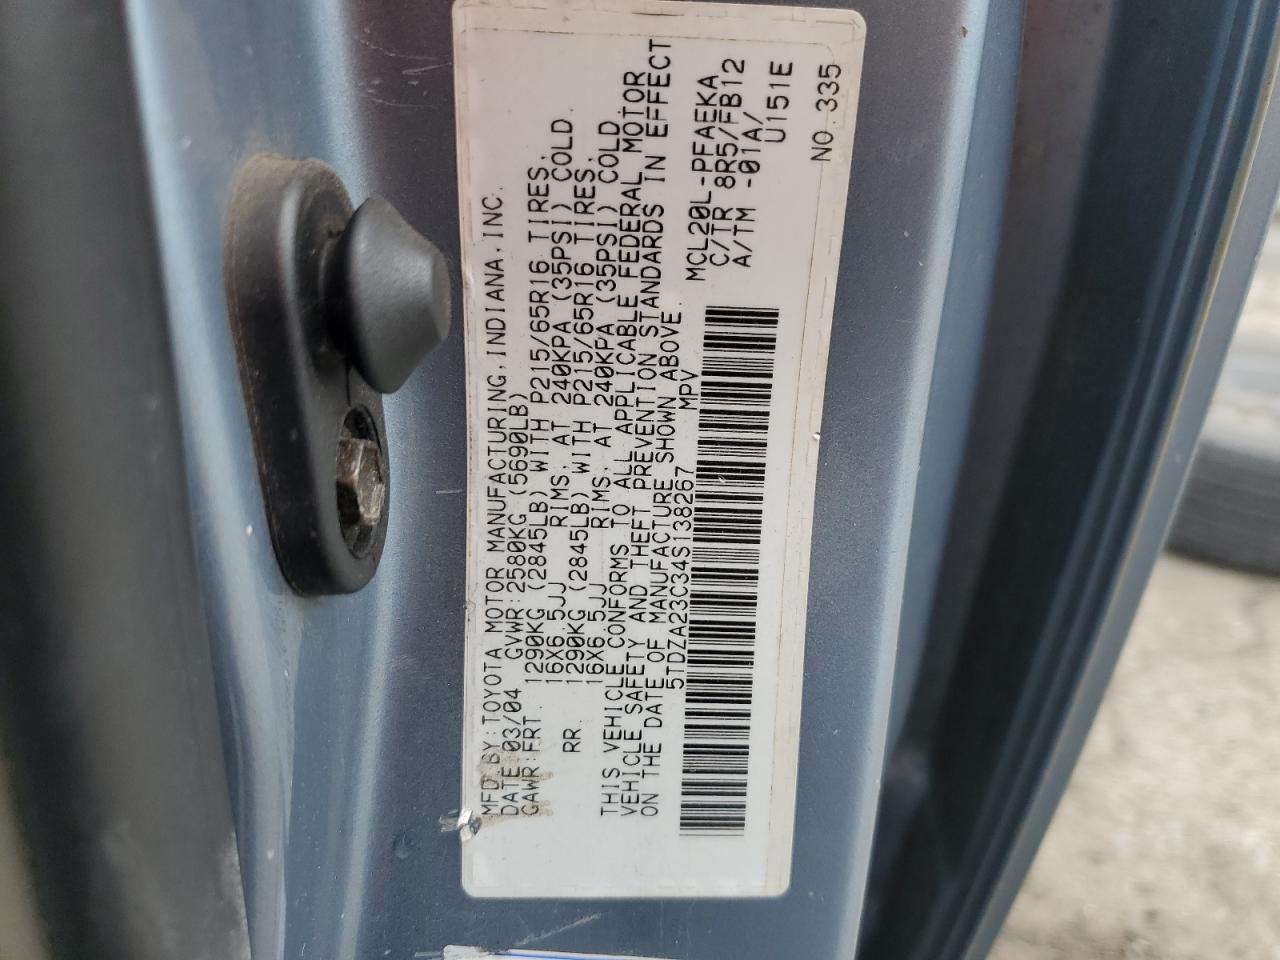 MFD BY:TOYOTA MOTOR MANUFACTURING,INDIANA,INC.
DATE:03/04 GVWR:2580KG (5690LB)
GAWR:FRT. 1290KG (2845LB) WITH P215/65R16 TIRES,
16X6.5JJ RIMS, AT 240KPA (35PSI) COLD.
RR. 1290KG (2845LB) WITH P215/65R16 TIRES,
16X6.5JJ RIMS, AT 240KPA (35PSI) COLD.
THIS VEHICLE CONFORMS TO ALL APPLICABLE FEDERAL MOTOR
VEHICLE SAFETY AND THEFT PREVENTION STANDARDS IN EFFECT
ON THE DATE OF MANUFACTURE SHOWN ABOVE.
5TDZA23C34S138267 MPV
MCL20L-PFAEKA
C/TR 8R5/FB12
A/TM -01A/
U151E
NO.335